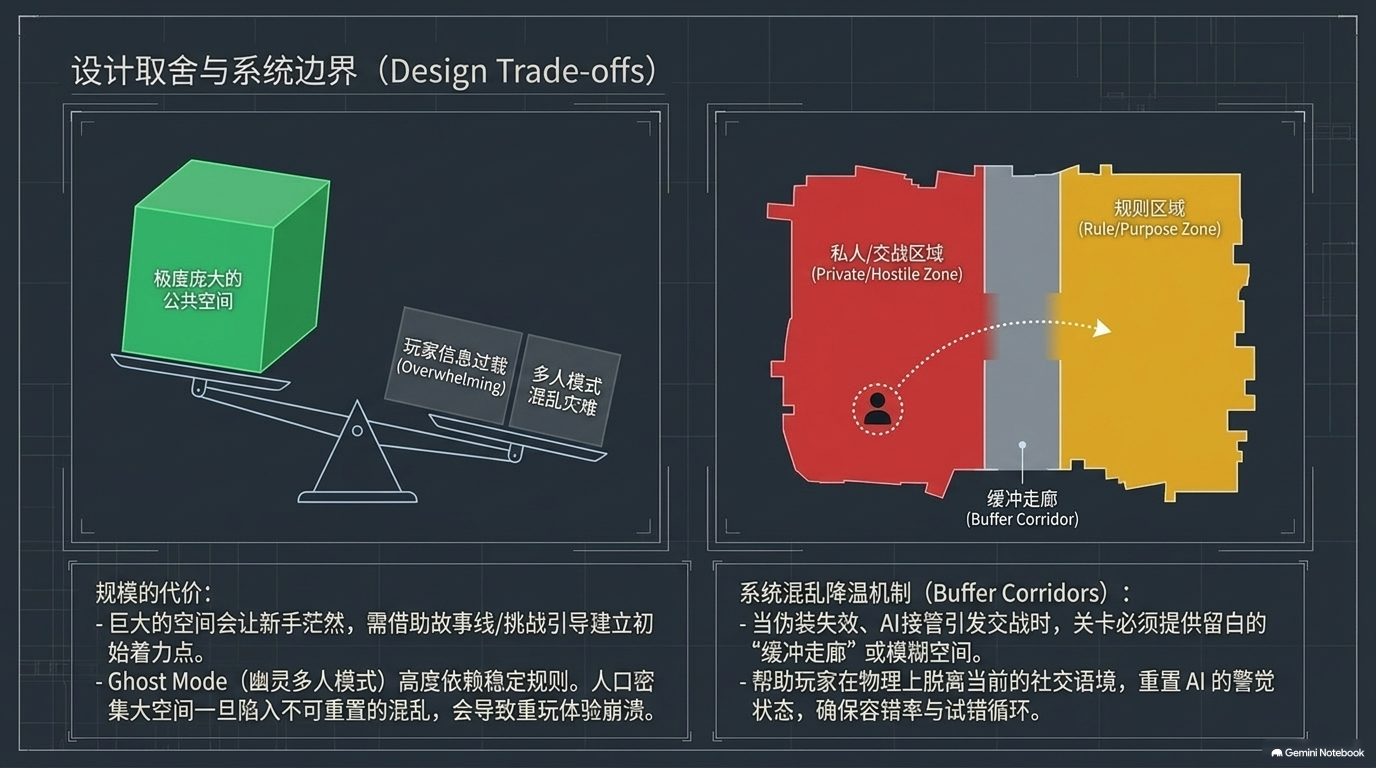 设计取舍与系统边界（Design Trade-offs）
极度庞大的
公共空间
玩家信息过载
(Overwhelming)
多人模式
混乱灾难
私人/交战区域
(Private/Hostile Zone)
规则区域
(Rule/Purpose Zone)
缓冲走廊
(Buffer Corridor)
规模的代价：
- 巨大的空间会让新手茫然，需借助故事线/挑战引导建立初
始着力点。
- Ghost Mode（幽灵多人模式）高度依赖稳定规则。人口密
集大空间一旦陷入不可重置的混乱，会导致重玩体验崩溃。
系统混乱降温机制（Buffer Corridors）：
- 当伪装失效、AI接管引发交战时，关卡必须提供留白的
“缓冲走廊”或模糊空间。
- 帮助玩家在物理上脱离当前的社交语境，重置 AI 的警觉
状态，确保容错率与试错循环。
Gemini Notebook